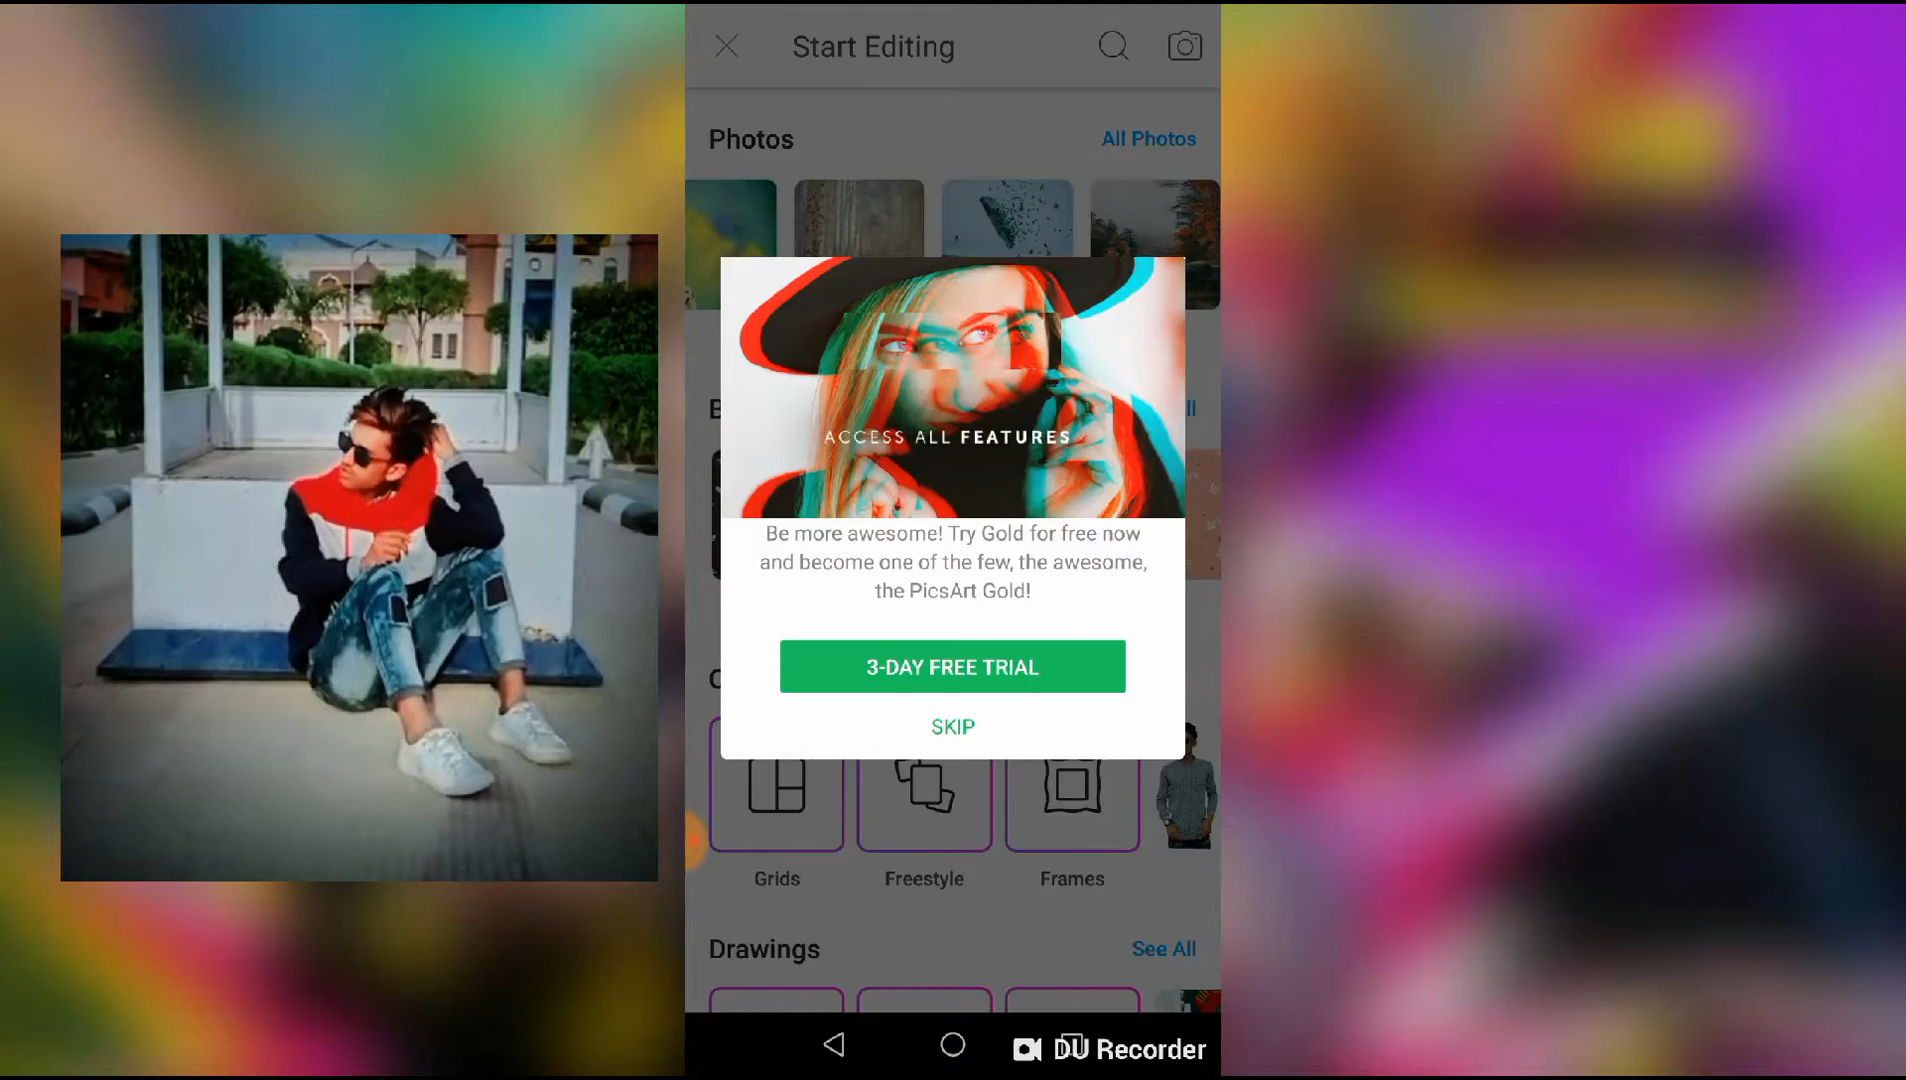 Start Editing
Photos
All Photos
ACCESS ALL FEATURES
Be more awesome! Try Gold for free now
and become one of the few, the awesome,
the PicsArt Gold!
3-DAY FREE TRIAL
SKIP
Grids
Freestyle
Frames
Drawings
See All
DU Recorder